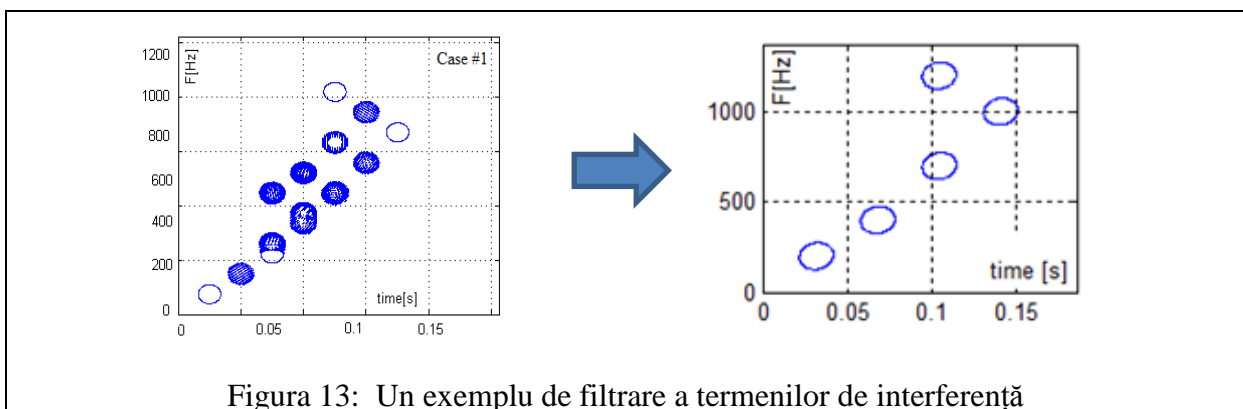 1200
F[Hz]
Case #1
1000
800
600
400
200
0
time[s]
0 0.05 0.1 0.15
F[Hz]
1000
500
time [s]
0
0 0.05 0.1 0.15
Figura 13: Un exemplu de filtrare a termenilor de interferență